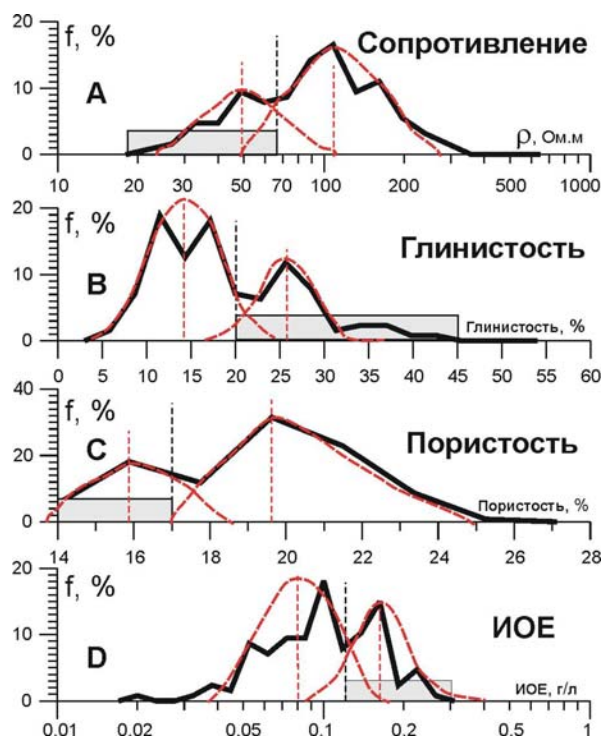 20
f, %
Сопротивление
10
A
ρ, Ом.м
0
10 20 30 50 70 100 200 500 1000
20
f, %
Глинистость
10
B
Глинистость, %
0
0 5 10 15 20 25 30 35 40 45 50 55 60
40
f, %
Пористость
20
C
Пористость, %
0
14 16 18 20 22 24 26 28
20
f, %
ИОЕ
10
D
ИОЕ, г/л
0
0.01 0.02 0.05 0.1 0.2 0.5 1